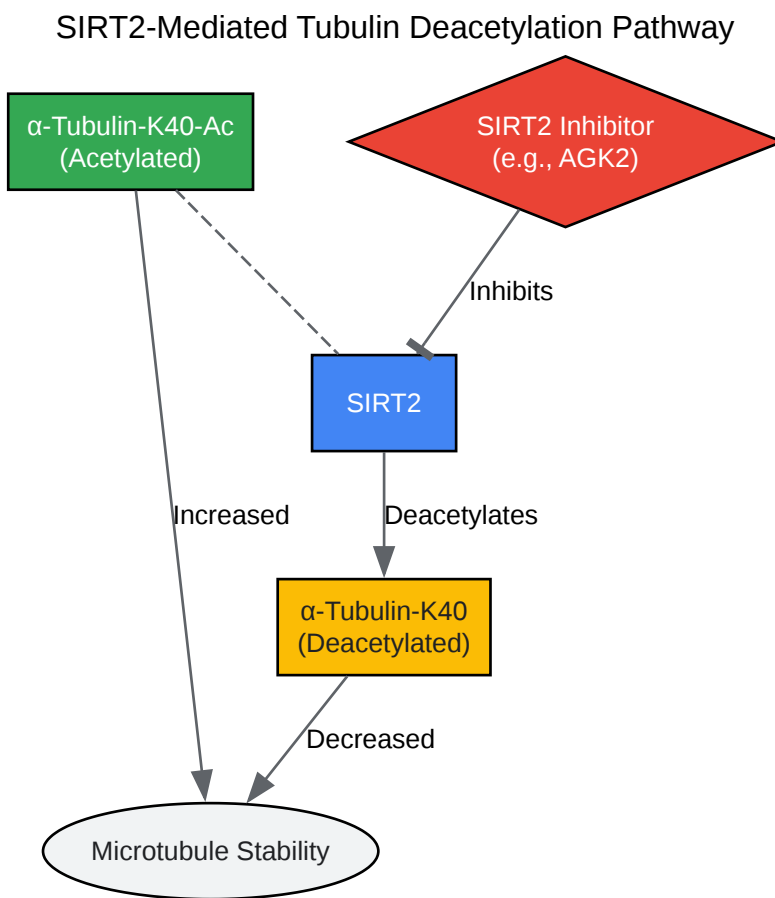 SIRT2-Mediated Tubulin Deacetylation Pathway
α-Tubulin-K40-Ac
(Acetylated)
SIRT2 Inhibitor
(e.g., AGK2)
Inhibits
SIRT2
Increased
Deacetylates
α-Tubulin-K40
(Deacetylated)
Decreased
Microtubule Stability